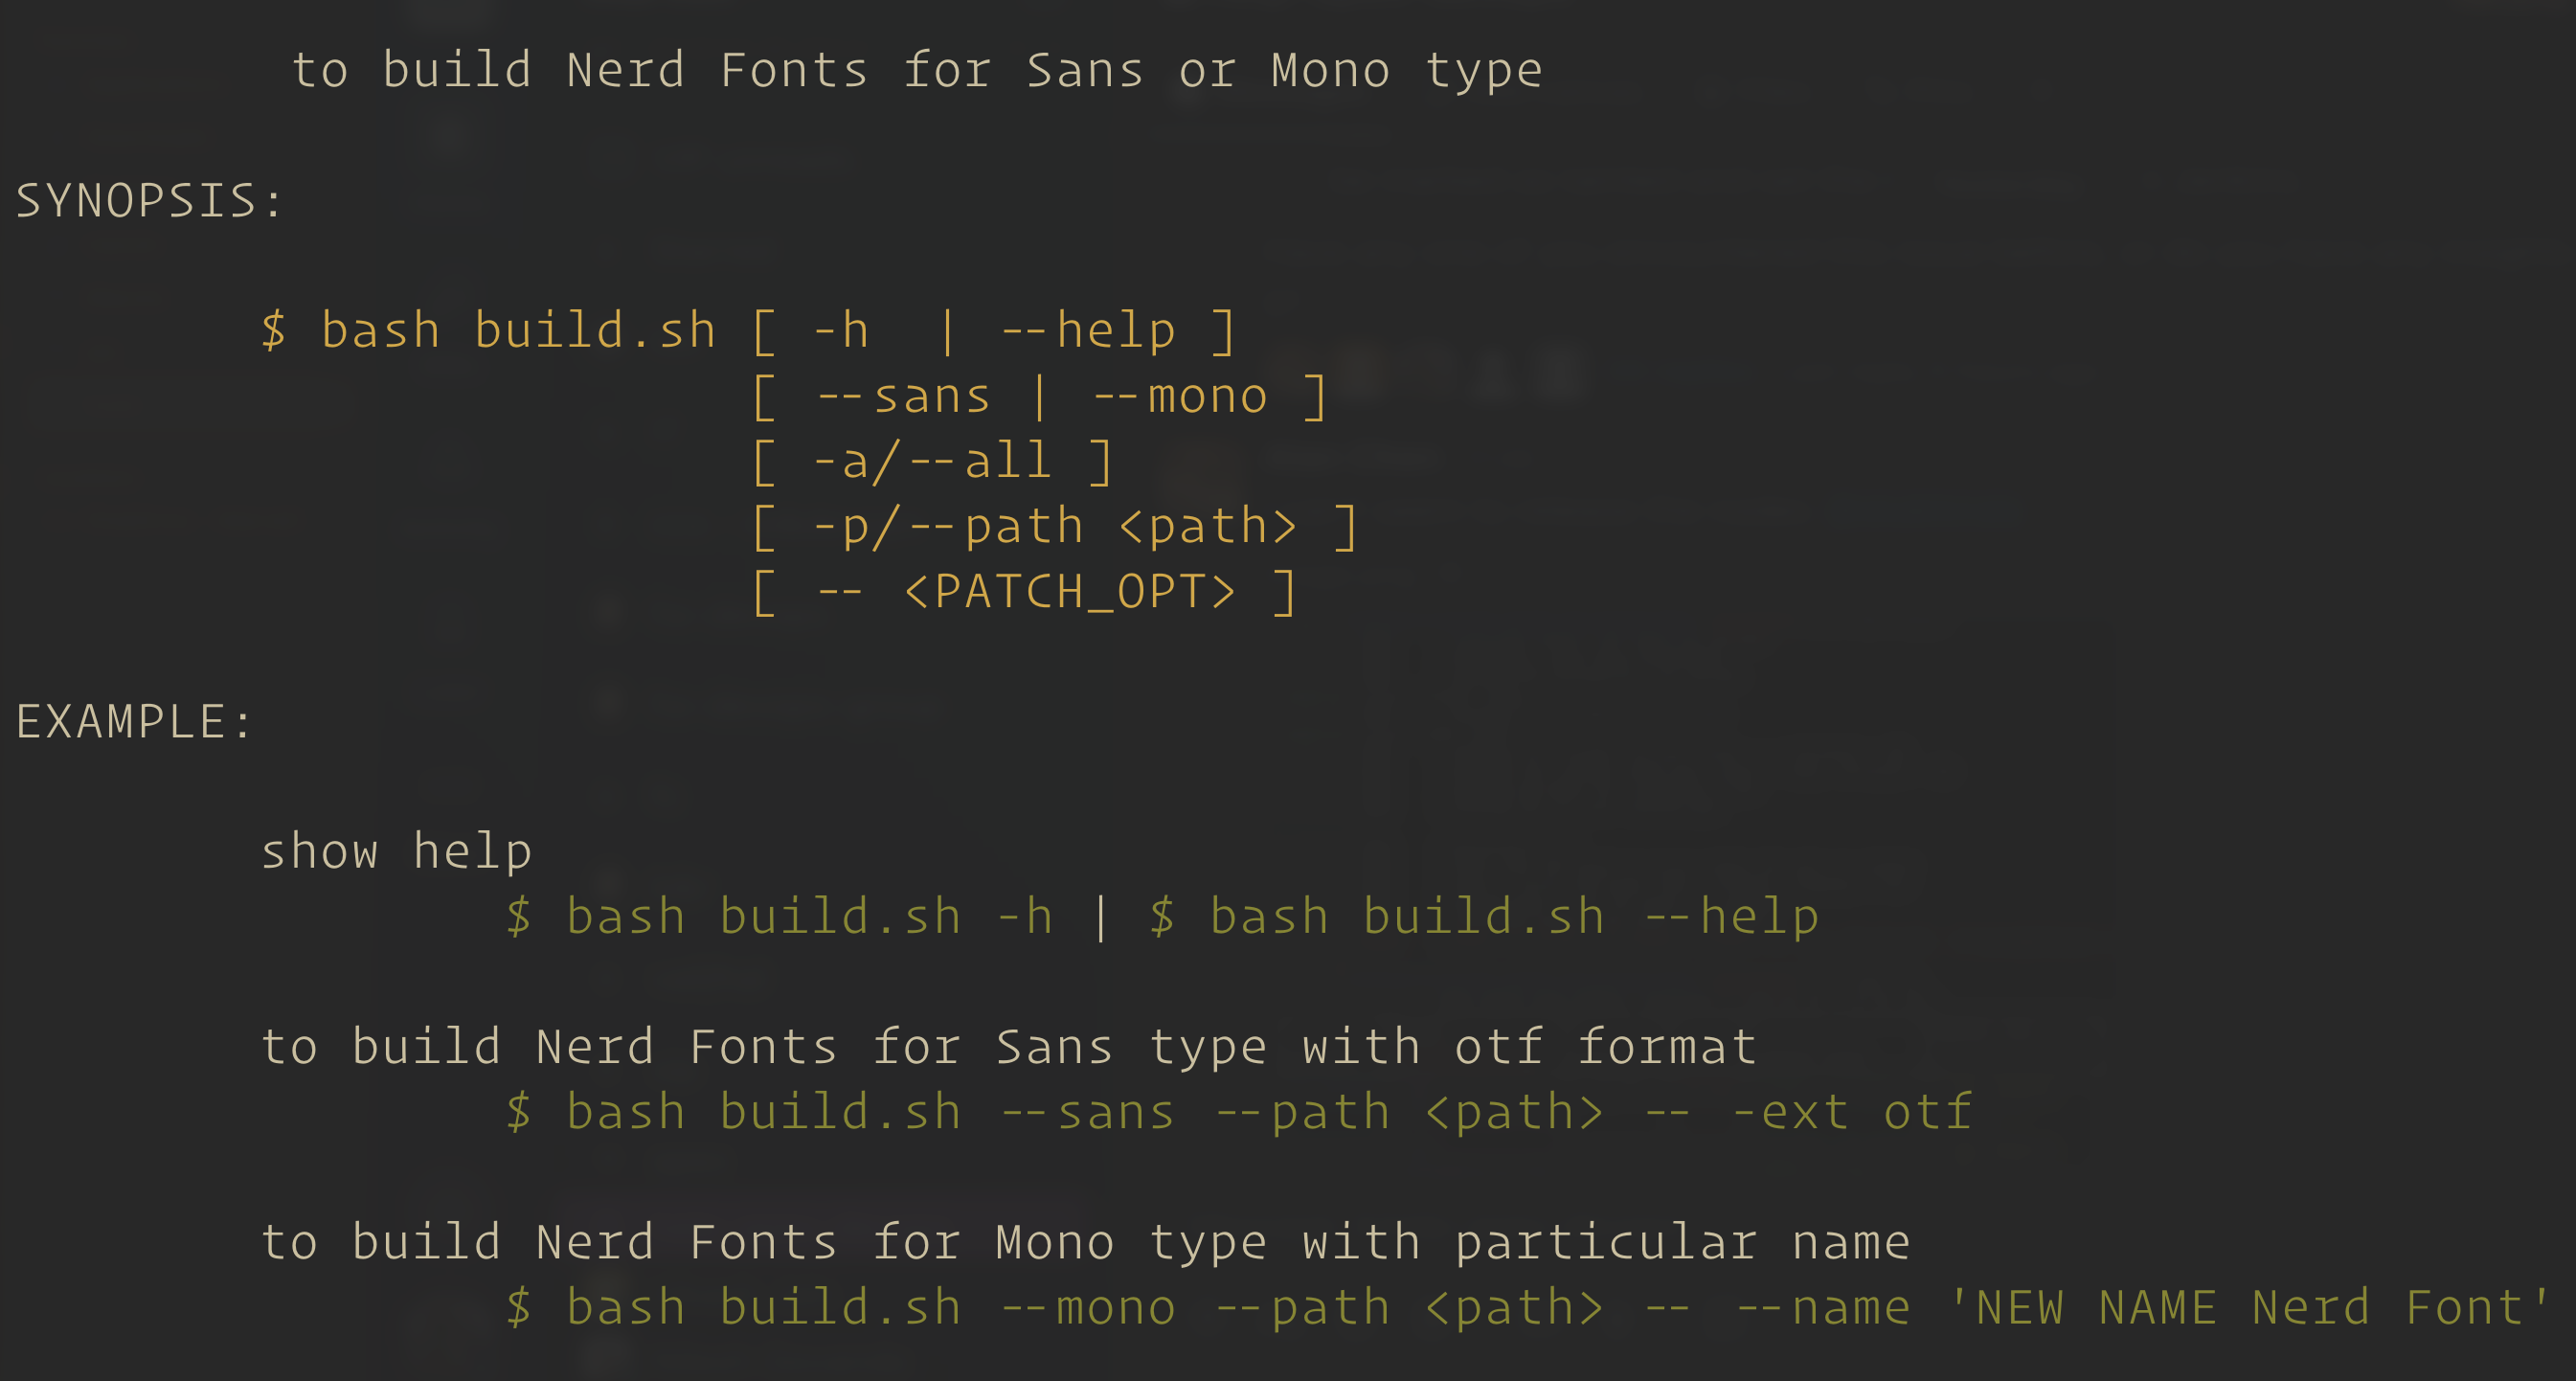 to build Nerd Fonts for Sans or Mono type
SYNOPSIS:
$ bash build.sh [ -h  | --help ]
[ --sans | --mono ]
[ -a/--all ]
[ -p/--path <path> ]
[ -- <PATCH_OPT> ]
EXAMPLE:
show help
$ bash build.sh -h | $ bash build.sh --help
to build Nerd Fonts for Sans type with otf format
$ bash build.sh --sans --path <path> -- -ext otf
to build Nerd Fonts for Mono type with particular name
$ bash build.sh --mono --path <path> -- --name 'NEW NAME Nerd Font'